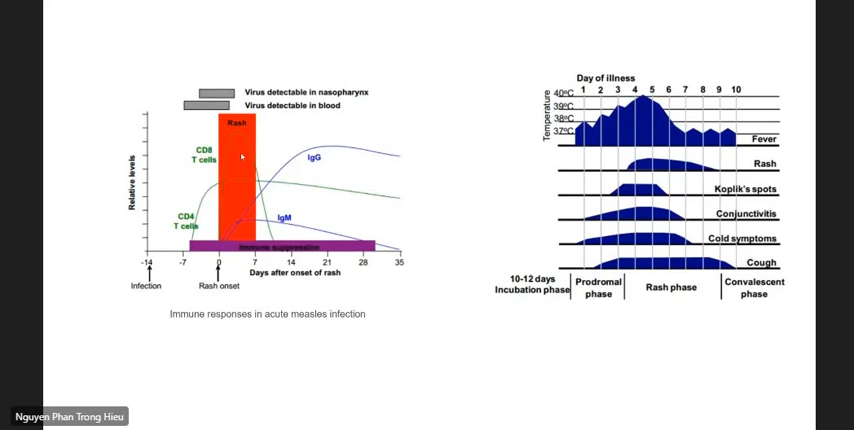 Virus detectable in nasopharynx
Virus detectable in blood
Rash
CD8
T cells
IgG
CD4
T cells
IgM
Relative levels
Immune suppression
-14 -7 0 7 14 21 28 35
Days after onset of rash
Infection
Rash onset
Immune responses in acute measles infection
Day of illness
1 2 3 4 5 6 7 8 9 10
Temperature
40ºC
39ºC
38ºC
37ºC
Fever
Rash
Koplik's spots
Conjunctivitis
Cold symptoms
Cough
10-12 days
Incubation phase
Prodromal
phase
Rash phase
Convalescent
phase
Nguyen Phan Trong Hieu